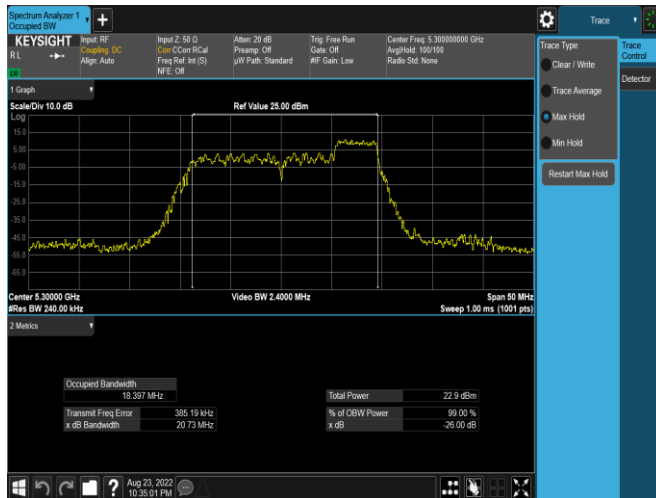 Spectrum Analyzer 1
Occupied BW
KEYSIGHT
R L
Input: RF
Coupling: DC
Align: Auto
Input Z: 50 Ω
Corr CCorr RCal
Freq Ref: Int (S)
NFE: Off
Atten: 20 dB
Preamp: Off
µW Path: Standard
Trig: Free Run
Gate: Off
#IF Gain: Low
Center Freq: 5.300000000 GHz
Avg|Hold: 100/100
Radio Std: None
1 Graph
Scale/Div 10.0 dB
Ref Value 25.00 dBm
Log
15.0
5.00
-5.00
-15.0
-25.0
-35.0
-45.0
-55.0
-65.0
Center 5.30000 GHz
Video BW 2.4000 MHz
Span 50 MHz
#Res BW 240.00 kHz
Sweep 1.00 ms (1001 pts)
2 Metrics
Occupied Bandwidth
18.397 MHz
Total Power 22.9 dBm
Transmit Freq Error 385.19 kHz
% of OBW Power 99.00 %
x dB Bandwidth 20.73 MHz
x dB -26.00 dB
Aug 23, 2022
10:35:01 PM
Trace
Trace Type
Clear / Write
Trace Average
Max Hold
Min Hold
Restart Max Hold
Trace
Control
Detector